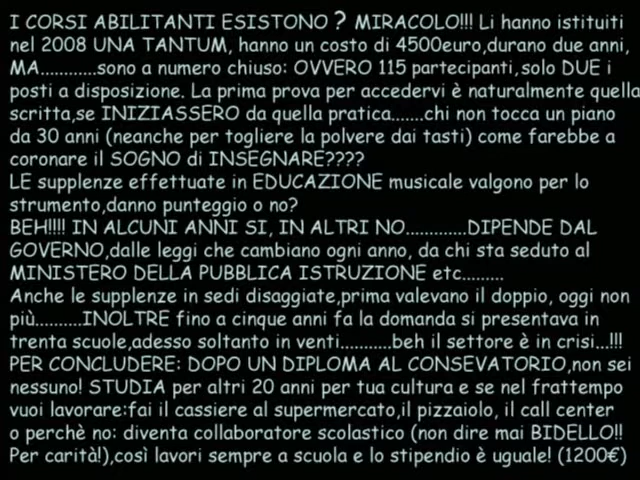 I CORSI ABILITANTI ESISTONO ? MIRACOLO!!! Li hanno istituiti
nel 2008 UNA TANTUM, hanno un costo di 4500euro,durano due anni,
MA............sono a numero chiuso: OVVERO 115 partecipanti,solo DUE i
posti a disposizione. La prima prova per accedervi è naturalmente quella
scritta,se INIZIASSERO da quella pratica.......chi non tocca un piano
da 30 anni (neanche per togliere la polvere dai tasti) come farebbe a
coronare il SOGNO di INSEGNARE????
LE supplenze effettuate in EDUCAZIONE musicale valgono per lo
strumento,danno punteggio o no?
BEH!!!! IN ALCUNI ANNI SI, IN ALTRI NO.............DIPENDE DAL
GOVERNO,dalle leggi che cambiano ogni anno, da chi sta seduto al
MINISTERO DELLA PUBBLICA ISTRUZIONE etc.........
Anche le supplenze in sedi disaggiate,prima valevano il doppio, oggi non
più..........INOLTRE fino a cinque anni fa la domanda si presentava in
trenta scuole,adesso soltanto in venti...........beh il settore è in crisi...!!!
PER CONCLUDERE: DOPO UN DIPLOMA AL CONSEVATORIO,non sei
nessuno! STUDIA per altri 20 anni per tua cultura e se nel frattempo
vuoi lavorare:fai il cassiere al supermercato,il pizzaiolo, il call center
o perchè no: diventa collaboratore scolastico (non dire mai BIDELLO!!
Per carità!),così lavori sempre a scuola e lo stipendio è uguale! (1200€)